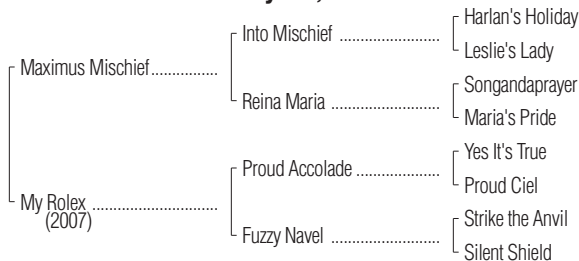 Harlan's Holiday
Into Mischief ....................
Leslie's Lady
Maximus Mischief...............
Songandaprayer
Reina Maria ......................
Maria's Pride
Yes It's True
Proud Accolade .................
Proud Ciel
My Rolex ............................
(2007)
Strike the Anvil
Fuzzy Navel ......................
Silent Shield